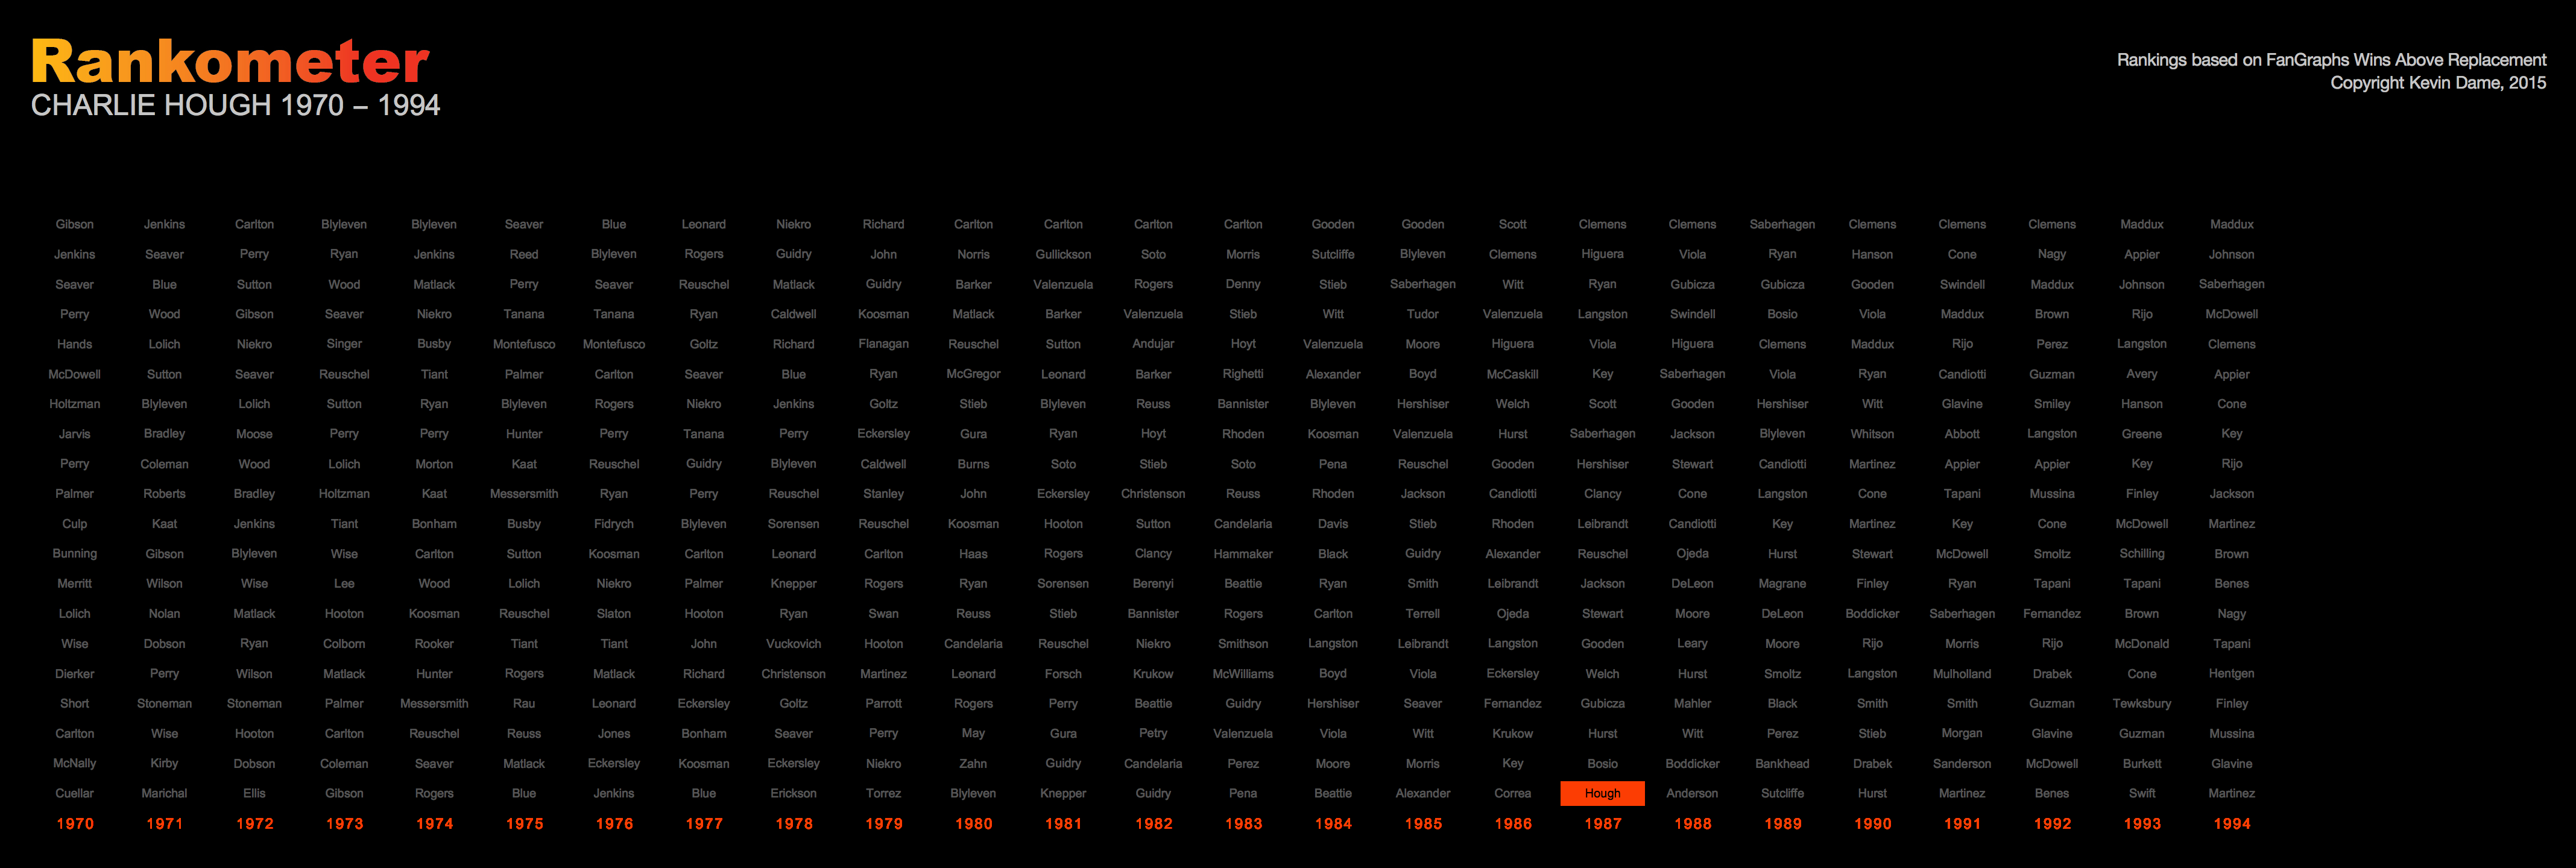 Rankometer
CHARLIE HOUGH 1970 – 1994
Rankings based on FanGraphs Wins Above Replacement
Copyright Kevin Dame, 2015
Gibson Jenkins Carlton Blyleven Blyleven Seaver Blue Leonard Niekro Richard Carlton Carlton Carlton Carlton Gooden Gooden Scott Clemens Clemens Saberhagen Clemens Clemens Clemens Maddux Maddux
Jenkins Seaver Perry Ryan Jenkins Reed Blyleven Rogers Guidry John Norris Gullickson Soto Morris Sutcliffe Blyleven Clemens Higuera Viola Ryan Hanson Cone Nagy Appier Johnson
Seaver Blue Sutton Wood Matlack Perry Seaver Reuschel Matlack Guidry Barker Valenzuela Rogers Denny Stieb Saberhagen Witt Ryan Gubicza Gubicza Gooden Swindell Maddux Johnson Saberhagen
Perry Wood Gibson Seaver Niekro Tanana Tanana Ryan Caldwell Koosman Matlack Barker Valenzuela Stieb Witt Tudor Valenzuela Langston Swindell Bosio Viola Maddux Brown Rijo McDowell
Hands Lolich Niekro Singer Busby Montefusco Montefusco Goltz Richard Flanagan Reuschel Sutton Andujar Hoyt Valenzuela Moore Higuera Viola Higuera Clemens Maddux Rijo Perez Langston Clemens
McDowell Sutton Seaver Reuschel Tiant Palmer Carlton Seaver Blue Ryan McGregor Leonard Barker Righetti Alexander Boyd McCaskill Key Saberhagen Viola Ryan Candiotti Guzman Avery Appier
Holtzman Blyleven Lolich Sutton Ryan Blyleven Rogers Niekro Jenkins Goltz Stieb Blyleven Reuss Bannister Blyleven Hershiser Welch Scott Gooden Hershiser Witt Glavine Smiley Hanson Cone
Jarvis Bradley Moose Perry Perry Hunter Perry Tanana Perry Eckersley Gura Ryan Hoyt Rhoden Koosman Valenzuela Hurst Saberhagen Jackson Blyleven Whitson Abbott Langston Greene Key
Perry Coleman Wood Lolich Morton Kaat Reuschel Guidry Blyleven Caldwell Burns Soto Stieb Soto Pena Reuschel Gooden Hershiser Stewart Candiotti Martinez Appier Appier Key Rijo
Palmer Roberts Bradley Holtzman Kaat Messersmith Ryan Perry Reuschel Stanley John Eckersley Christenson Reuss Rhoden Jackson Candiotti Clancy Cone Langston Cone Tapani Mussina Finley Jackson
Culp Kaat Jenkins Tiant Bonham Busby Fidrych Blyleven Sorensen Reuschel Koosman Hooton Sutton Candelaria Davis Stieb Rhoden Leibrandt Candiotti Key Martinez Key Cone McDowell Martinez
Bunning Gibson Blyleven Wise Carlton Sutton Koosman Carlton Leonard Carlton Haas Rogers Clancy Hammaker Black Guidry Alexander Reuschel Ojeda Hurst Stewart McDowell Smoltz Schilling Brown
Merritt Wilson Wise Lee Wood Lolich Niekro Palmer Knepper Rogers Ryan Sorensen Berenyi Beattie Ryan Smith Leibrandt Jackson DeLeon Magrane Finley Ryan Tapani Tapani Benes
Lolich Nolan Matlack Hooton Koosman Reuschel Slaton Hooton Ryan Swan Reuss Stieb Bannister Rogers Carlton Terrell Ojeda Stewart Moore DeLeon Boddicker Saberhagen Fernandez Brown Nagy
Wise Dobson Ryan Colborn Rooker Tiant Tiant John Vuckovich Hooton Candelaria Reuschel Niekro Smithson Langston Leibrandt Langston Gooden Leary Moore Rijo Morris Rijo McDonald Tapani
Dierker Perry Wilson Matlack Hunter Rogers Matlack Richard Christenson Martinez Leonard Forsch Krukow McWilliams Boyd Viola Eckersley Welch Hurst Smoltz Langston Mulholland Drabek Cone Hentgen
Short Stoneman Stoneman Palmer Messersmith Rau Leonard Eckersley Goltz Parrott Rogers Perry Beattie Guidry Hershiser Seaver Fernandez Gubicza Mahler Black Smith Smith Guzman Tewksbury Finley
Carlton Wise Hooton Carlton Reuschel Reuss Jones Bonham Seaver Perry May Gura Petry Valenzuela Viola Witt Krukow Hurst Witt Perez Stieb Morgan Glavine Guzman Mussina
McNally Kirby Dobson Coleman Seaver Matlack Eckersley Koosman Eckersley Niekro Zahn Guidry Candelaria Perez Moore Morris Key Bosio Boddicker Bankhead Drabek Sanderson McDowell Burkett Glavine
Cuellar Marichal Ellis Gibson Rogers Blue Jenkins Blue Erickson Torrez Blyleven Knepper Guidry Pena Beattie Alexander Correa Hough Anderson Sutcliffe Hurst Martinez Benes Swift Martinez
1970 1971 1972 1973 1974 1975 1976 1977 1978 1979 1980 1981 1982 1983 1984 1985 1986 1987 1988 1989 1990 1991 1992 1993 1994